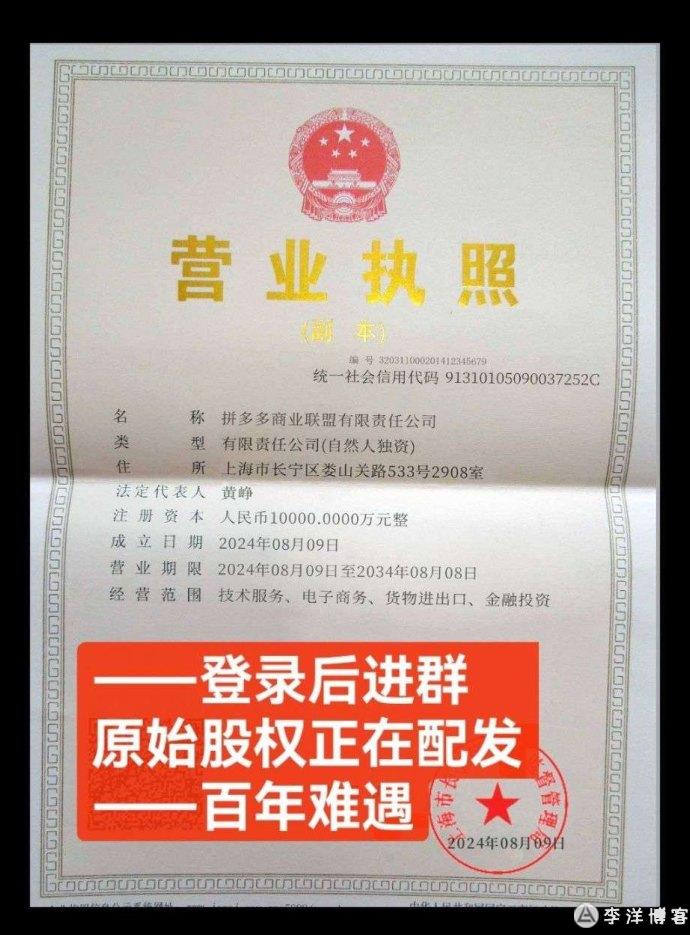 营业执照
(副 本)
编 号 320311000201412345679
统一社会信用代码 91310105090037252C
名 称 拼多多商业联盟有限责任公司
类 型 有限责任公司(自然人独资)
住 所 上海市长宁区娄山关路533号2908室
法定代表人 黄峥
注册资本 人民币10000.0000万元整
成立日期 2024年08月09日
营业期限 2024年08月09日至2034年08月08日
经营范围 技术服务、电子商务、货物进出口、金融投资
——登录后进群
原始股权正在配发
——百年难遇
2024年08月09日
李洋博客